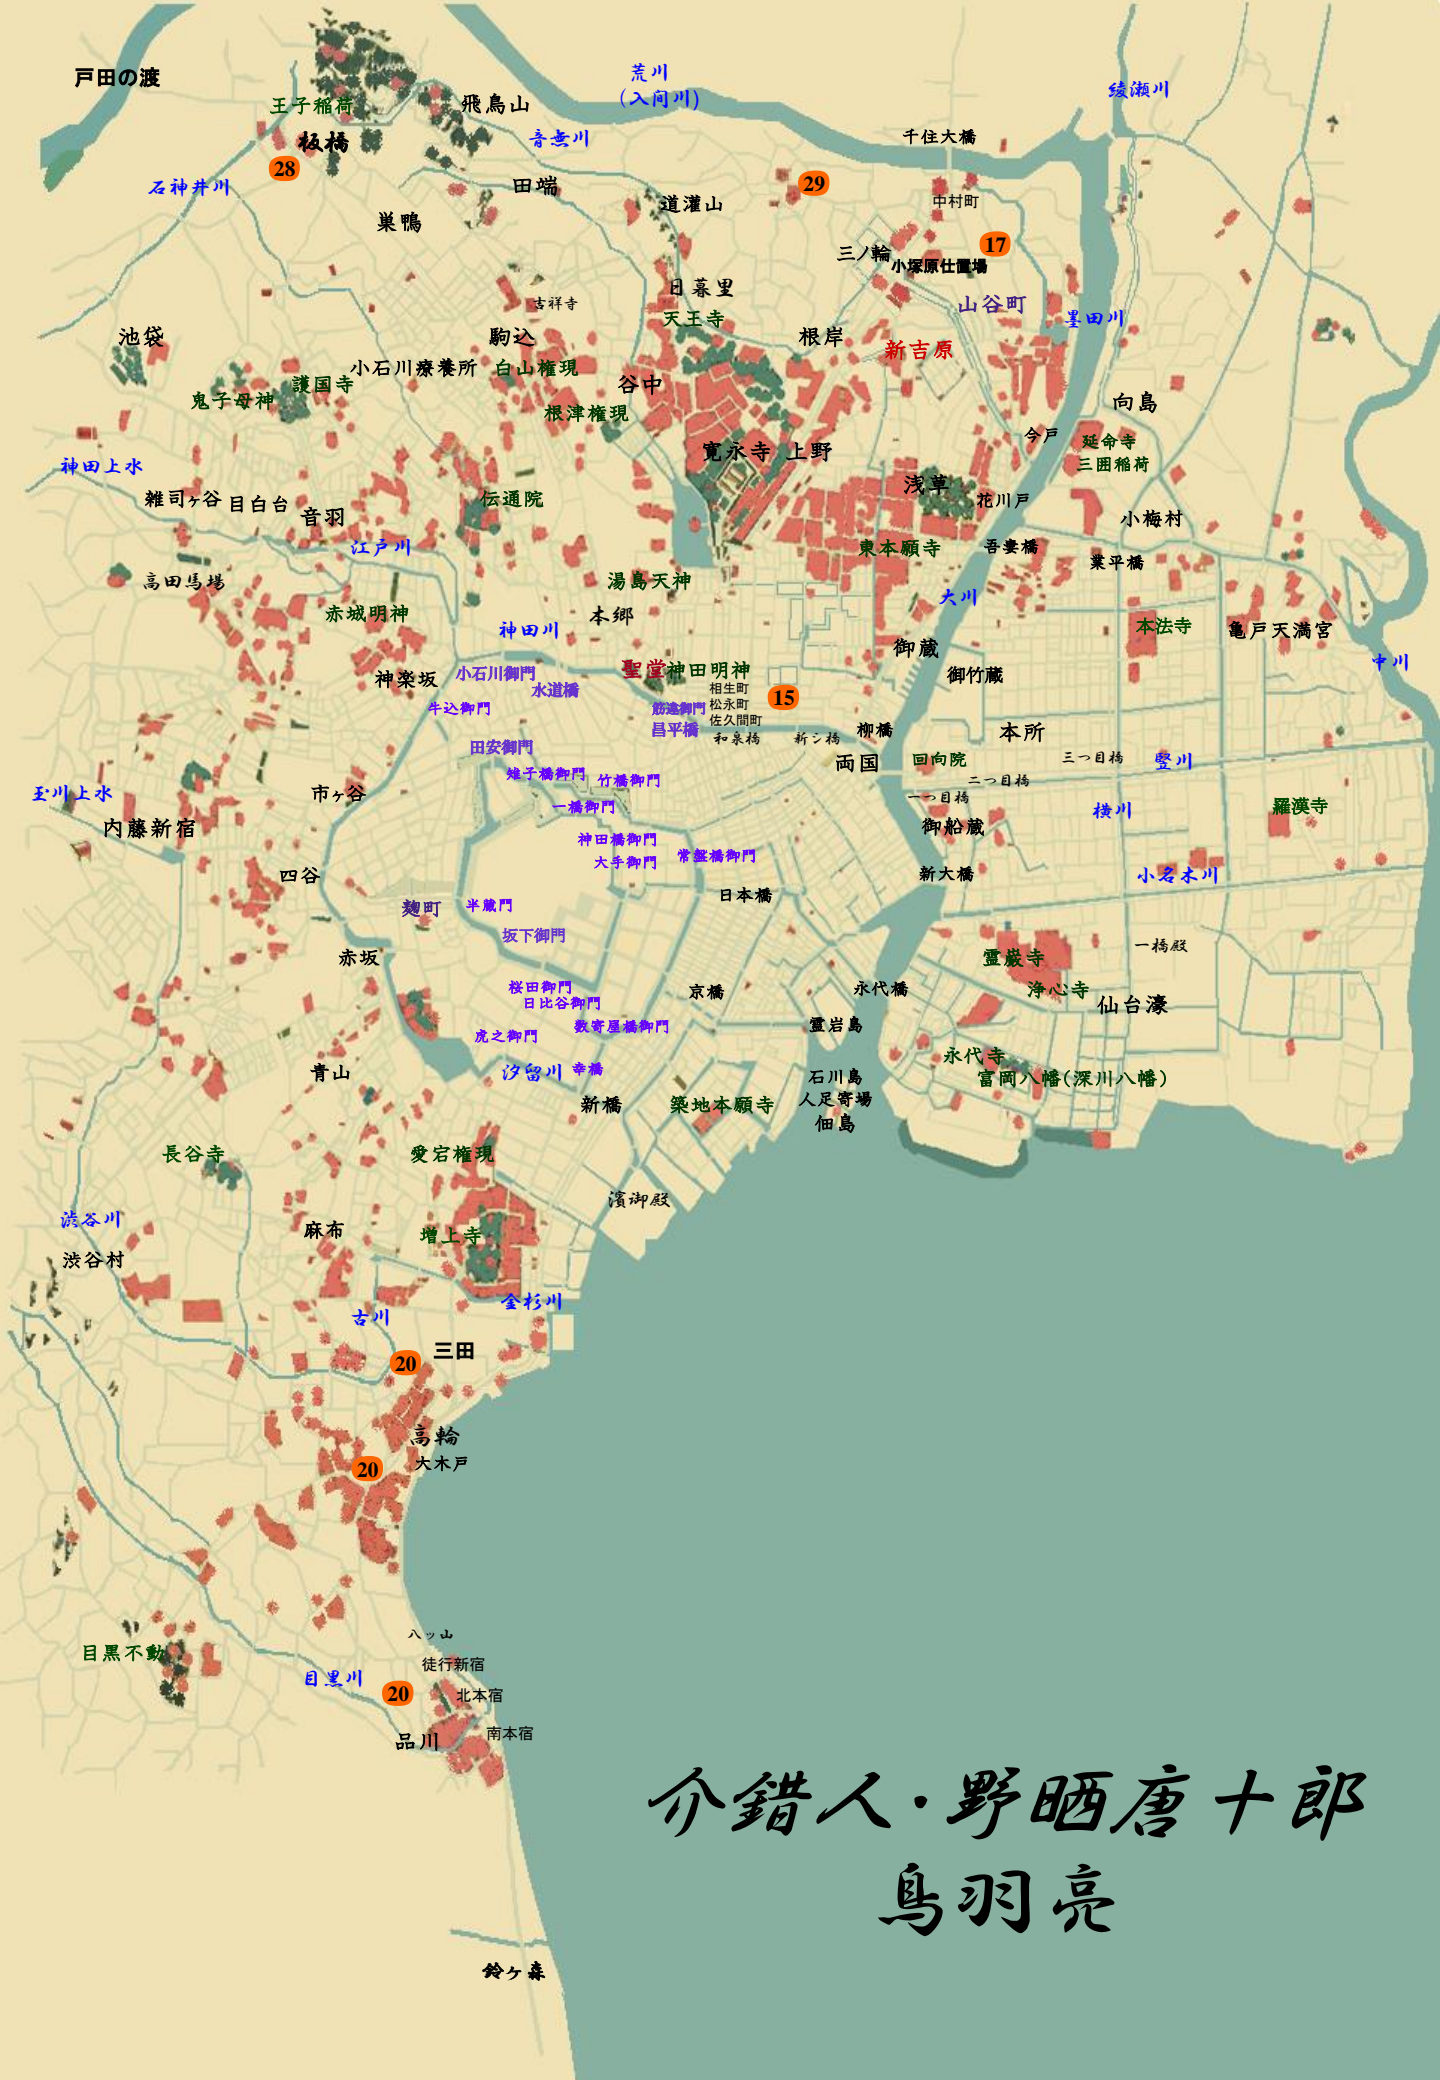 戸田の渡
荒川
(入间川)
綾瀬川
王子稲荷
飛鳥山
板橋
音無川
千住大橋
28
石神井川
田端
29
道灌山
中村町
巣鴨
三ノ輪
17
小塚原仕置場
日暮里
吉祥寺
山谷町
天王寺
墨田川
池袋
駒込
根岸
新吉原
小石川療養所
白山権現
護国寺
谷中
鬼子母神
根津権現
向島
今戸
延命寺
寛永寺
上野
三囲稲荷
神田上水
浅草
雑司ヶ谷
目白台
伝通院
花川戸
音羽
小梅村
江戸川
東本願寺
吾妻橋
業平橋
高田馬場
湯島天神
大川
赤城明神
本郷
神田川
本法寺
亀戸天満宮
御蔵
中川
神楽坂
小石川御門
聖堂
神田明神
御竹蔵
水道橋
相生町
15
牛込御門
筋違御門
松永町
昌平橋
佐久間町
柳橋
本所
和泉橋
新シ橋
田安御門
両国
回向院
三つ目橋
竪川
雉子橋御門
竹橋御門
二つ目橋
玉川上水
市ヶ谷
一橋御門
一つ目橋
横川
羅漢寺
内藤新宿
神田橋御門
御船蔵
大手御門
常盤橋御門
四谷
新大橋
小名木川
日本橋
麹町
半蔵門
坂下御門
一橋殿
赤坂
霊巌寺
桜田御門
京橋
永代橋
浄心寺
日比谷御門
仙台濠
数寄屋橋御門
霊岩島
虎之御門
永代寺
青山
汐留川
幸橋
石川島
富岡八幡(深川八幡)
新橋
築地本願寺
人足寄場
佃島
長谷寺
愛宕権現
濱御殿
渋谷川
麻布
増上寺
渋谷村
金杉川
古川
三田
20
高輪
大木戸
20
八ッ山
目黒不動
徒行新宿
目黒川
20
北本宿
南本宿
品川
介錯人・野晒唐十郎
鳥羽亮
鈴ヶ森